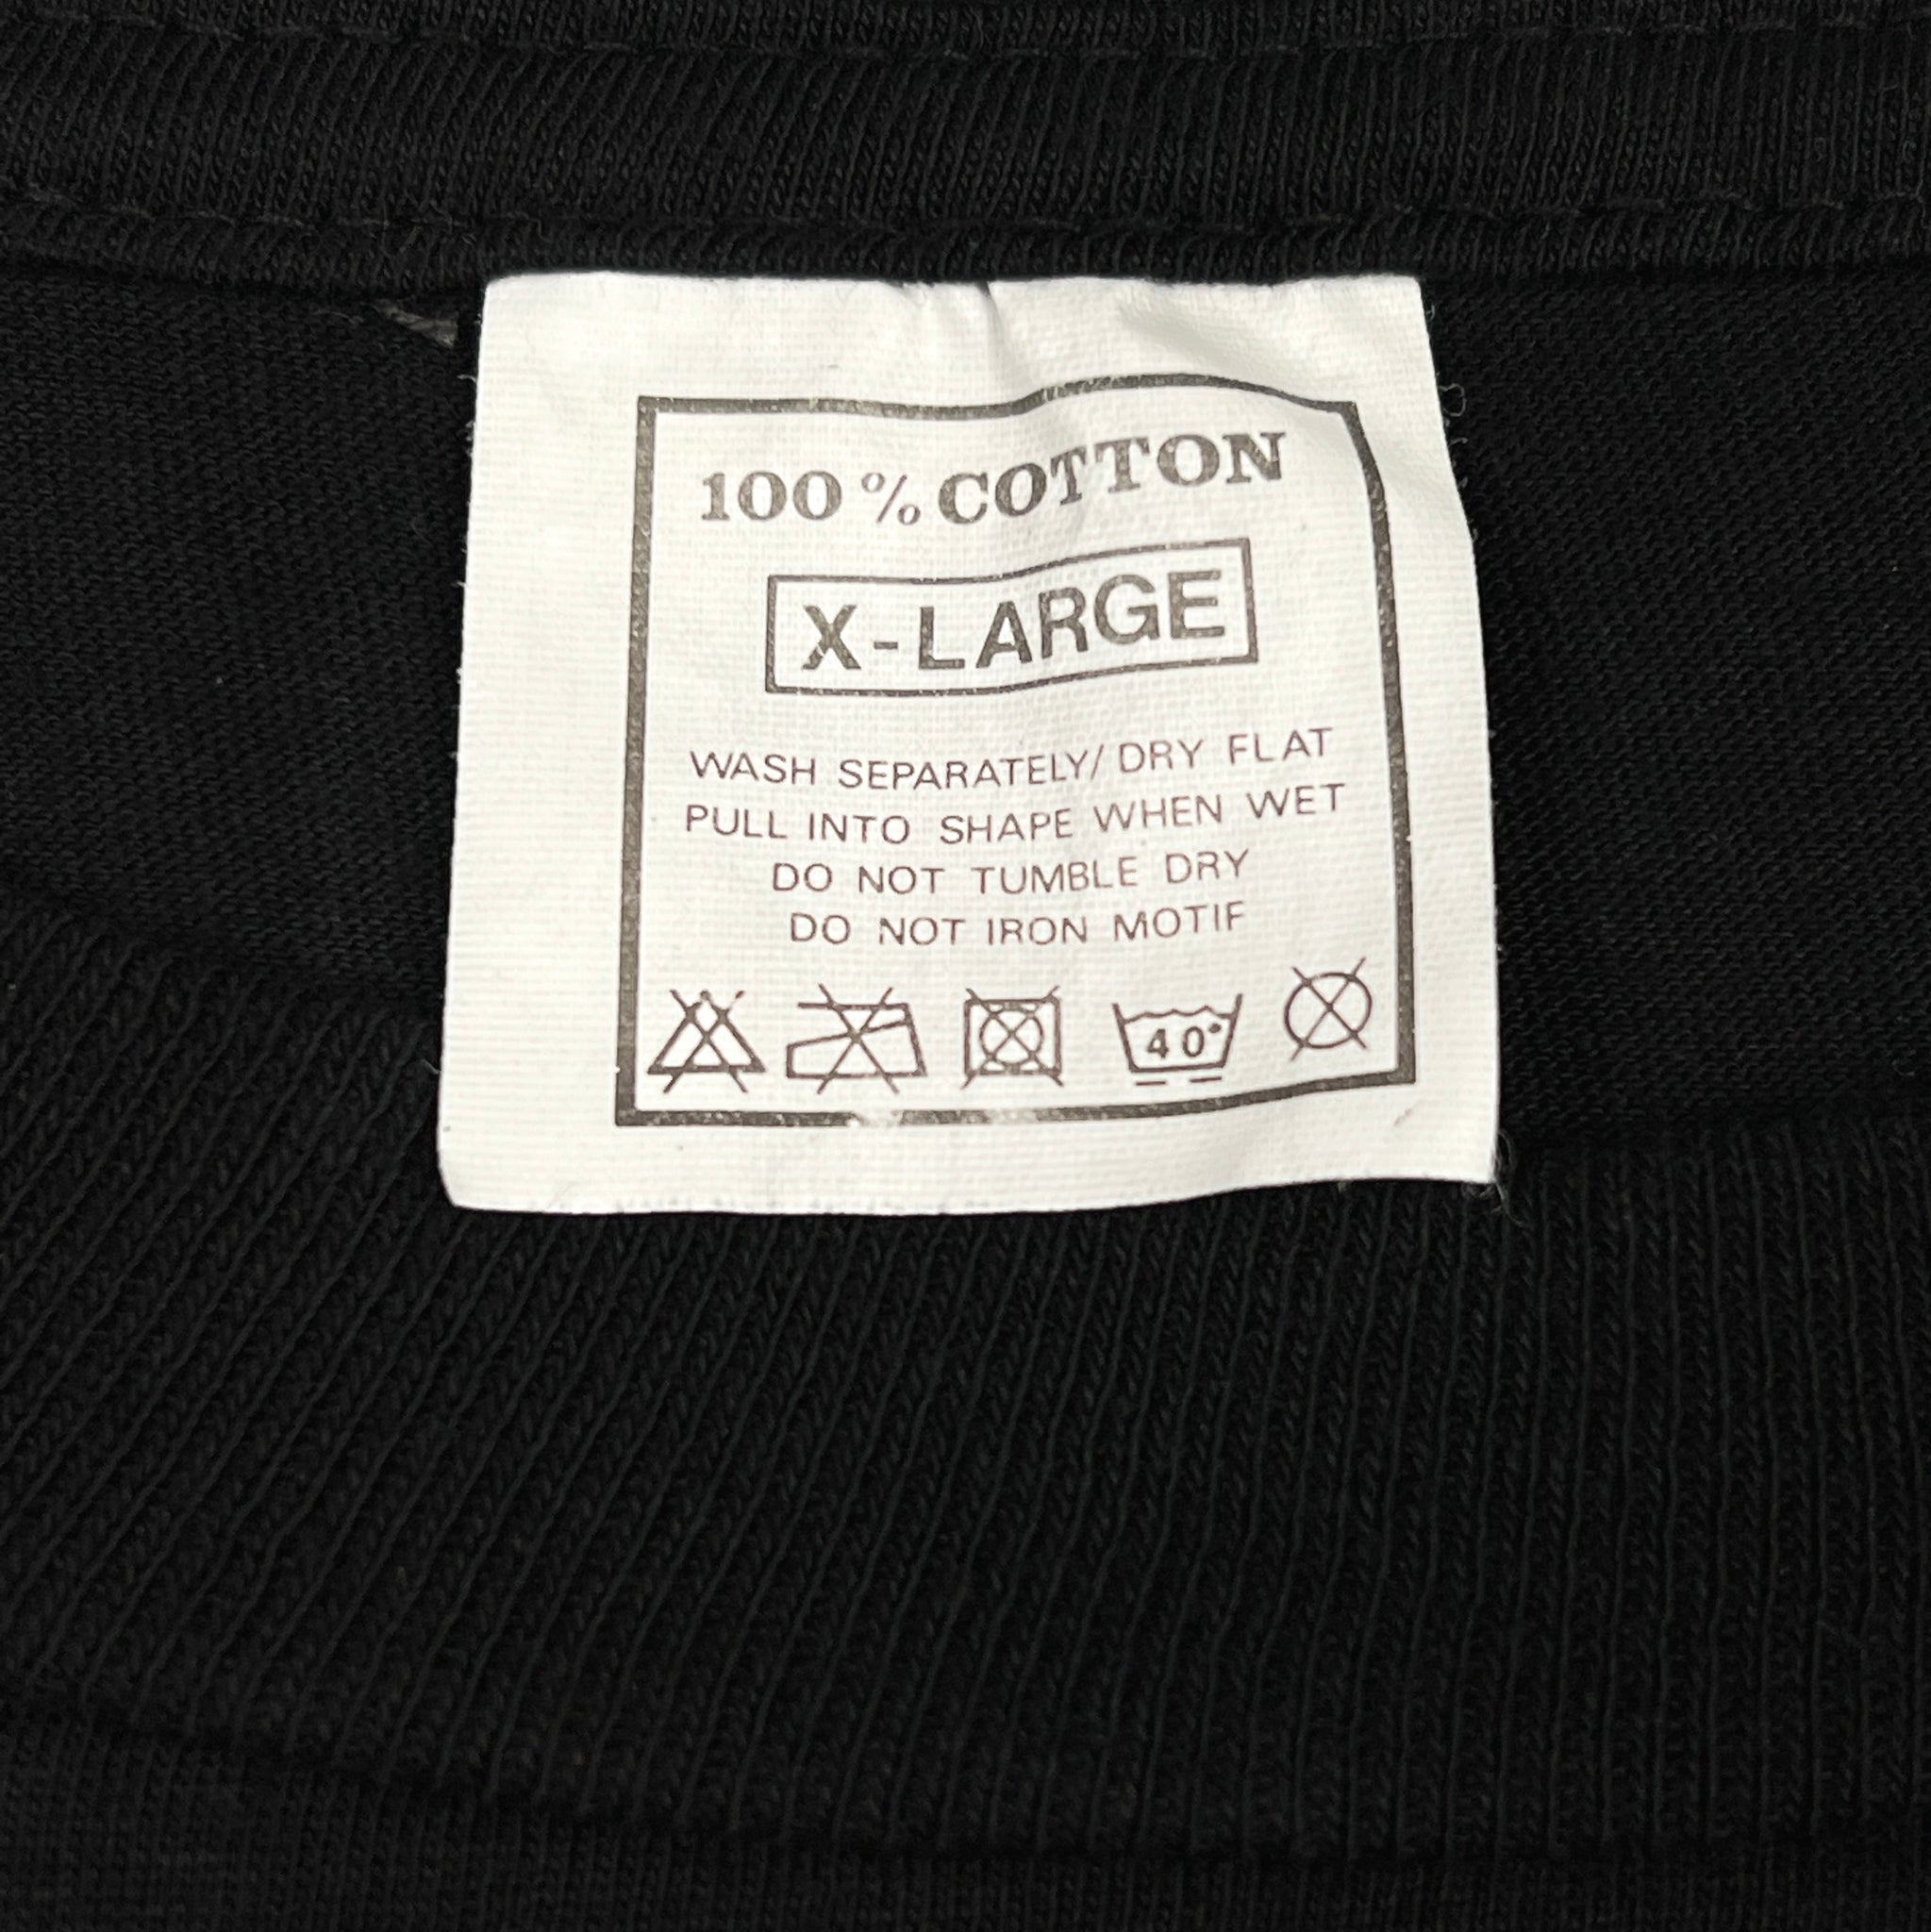 100 % COTTON
X-LARGE
WASH SEPARATELY/ DRY FLAT
PULL INTO SHAPE WHEN WET
DO NOT TUMBLE DRY
DO NOT IRON MOTIF
40°